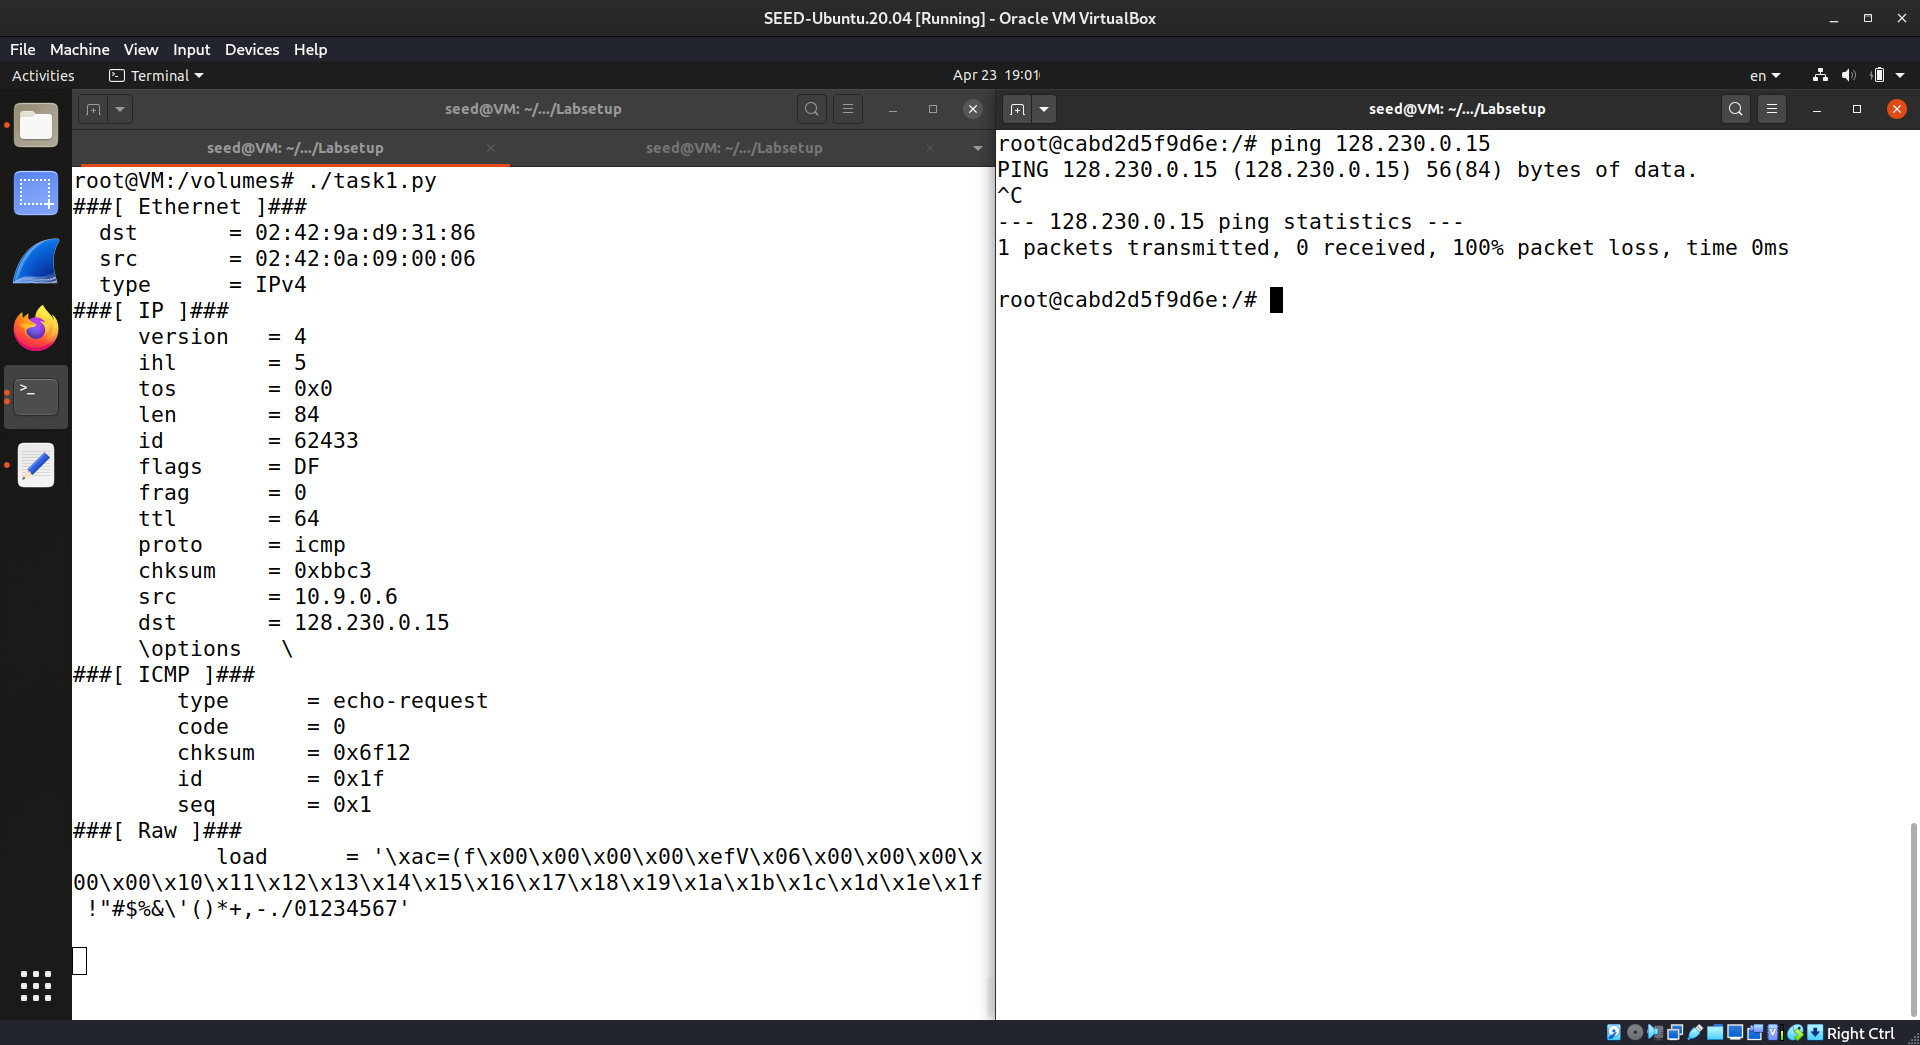 SEED-Ubuntu.20.04 [Running] - Oracle VM VirtualBox
File Machine View Input Devices Help
Activities Terminal Apr 23 19:01 en
seed@VM: ~/.../Labsetup
seed@VM: ~/.../Labsetup seed@VM: ~/.../Labsetup
root@VM:/volumes# ./task1.py
###[ Ethernet ]###
  dst       = 02:42:9a:d9:31:86
  src       = 02:42:0a:09:00:06
  type      = IPv4
###[ IP ]###
     version   = 4
     ihl       = 5
     tos       = 0x0
     len       = 84
     id        = 62433
     flags     = DF
     frag      = 0
     ttl       = 64
     proto     = icmp
     chksum    = 0xbbc3
     src       = 10.9.0.6
     dst       = 128.230.0.15
     \options   \
###[ ICMP ]###
        type      = echo-request
        code      = 0
        chksum    = 0x6f12
        id        = 0x1f
        seq       = 0x1
###[ Raw ]###
           load      = '\xac=(f\x00\x00\x00\x00\xefV\x06\x00\x00\x00\x
00\x00\x10\x11\x12\x13\x14\x15\x16\x17\x18\x19\x1a\x1b\x1c\x1d\x1e\x1f
 !"#$%&\'()*+,-./01234567'
seed@VM: ~/.../Labsetup
root@cabd2d5f9d6e:/# ping 128.230.0.15
PING 128.230.0.15 (128.230.0.15) 56(84) bytes of data.
^C
--- 128.230.0.15 ping statistics ---
1 packets transmitted, 0 received, 100% packet loss, time 0ms
root@cabd2d5f9d6e:/#
Right Ctrl